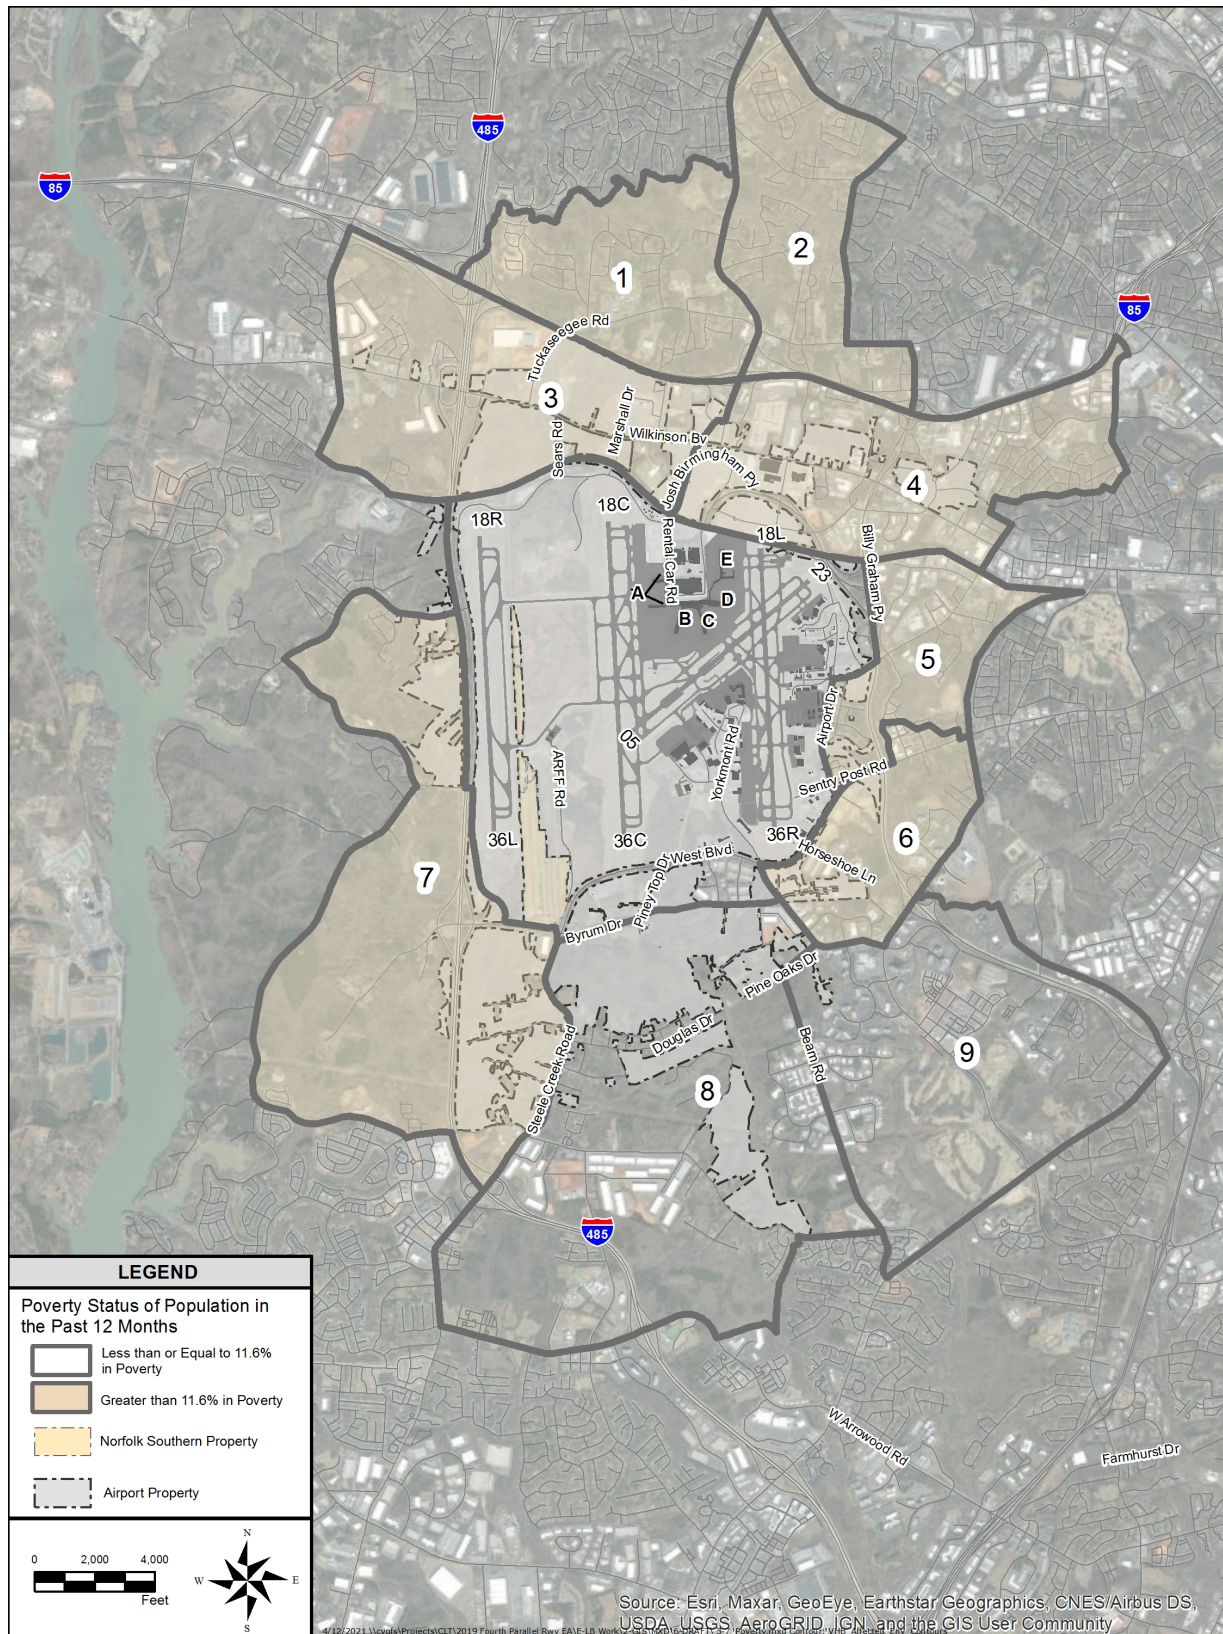 485
85
2
1
85
Tuckaseegee Rd
3
Marshall Dr
Sears Rd
Wilkinson Bv
Josh Birmingham Py
4
18R
18C
18L
Rental Car Rd
Billy Graham Py
E
23
A
D
B
C
5
05
Airport Dr
ARFF Rd
Yorkmont Rd
Sentry Post Rd
36L
36C
36R
6
West Blvd
Horseshoe Ln
7
Piney Top Dr
Byrum Dr
Pine Oaks Dr
Douglas Dr
Beam Rd
9
Steele Creek Road
8
485
LEGEND
Poverty Status of Population in
the Past 12 Months
Less than or Equal to 11.6%
in Poverty
Greater than 11.6% in Poverty
Norfolk Southern Property
Airport Property
W Arrowood Rd
Farmhurst Dr
N
0 2,000 4,000
W E
Feet
S
Source: Esri, Maxar, GeoEye, Earthstar Geographics, CNES/Airbus DS,
USDA, USGS, AeroGRID, IGN, and the GIS User Community
4/12/2021